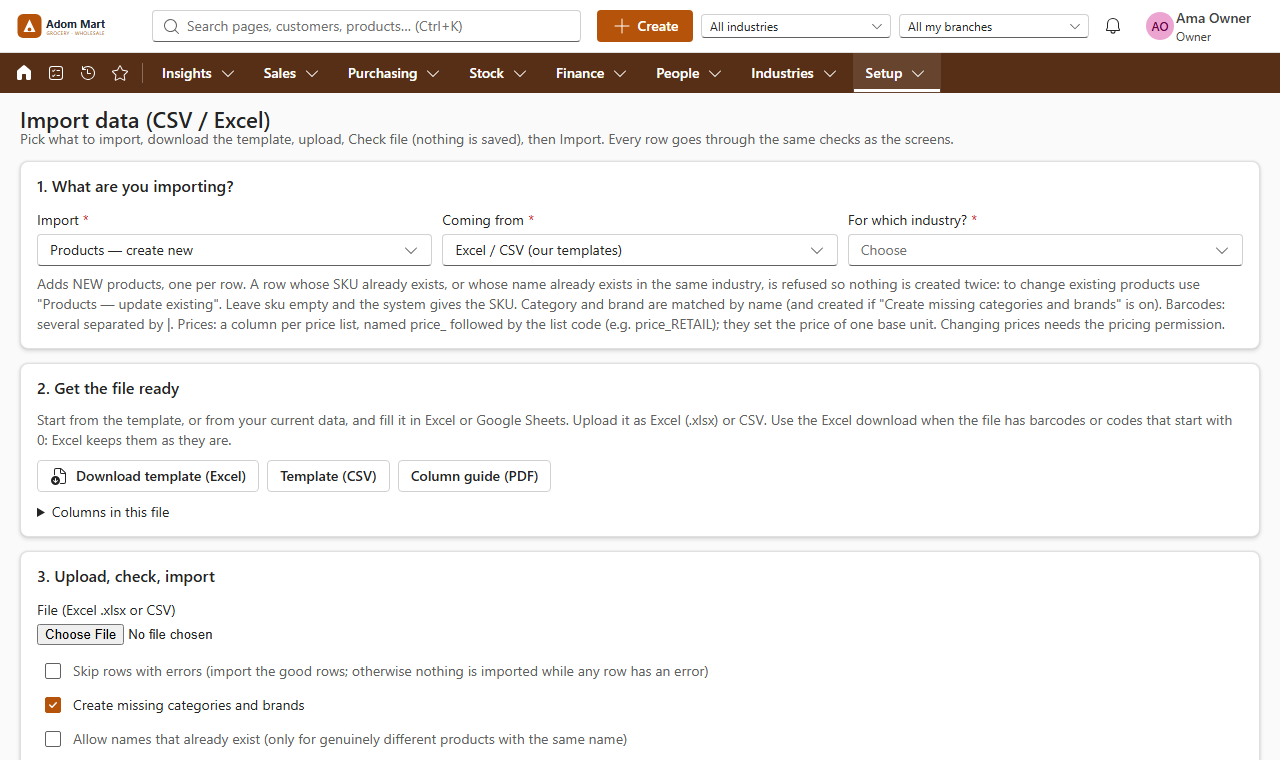 Adom Mart
GROCERY · WHOLESALE
Search pages, customers, products... (Ctrl+K)
Create
All industries
All my branches
AO
Ama Owner
Owner
Insights
Sales
Purchasing
Stock
Finance
People
Industries
Setup
Import data (CSV / Excel)
Pick what to import, download the template, upload, Check file (nothing is saved), then Import. Every row goes through the same checks as the screens.
1. What are you importing?
Import *
Coming from *
For which industry? *
Products — create new
Excel / CSV (our templates)
Choose
Adds NEW products, one per row. A row whose SKU already exists, or whose name already exists in the same industry, is refused so nothing is created twice: to change existing products use
"Products — update existing". Leave sku empty and the system gives the SKU. Category and brand are matched by name (and created if "Create missing categories and brands" is on). Barcodes:
several separated by |. Prices: a column per price list, named price_ followed by the list code (e.g. price_RETAIL); they set the price of one base unit. Changing prices needs the pricing permission.
2. Get the file ready
Start from the template, or from your current data, and fill it in Excel or Google Sheets. Upload it as Excel (.xlsx) or CSV. Use the Excel download when the file has barcodes or codes that start with
0: Excel keeps them as they are.
Download template (Excel)
Template (CSV)
Column guide (PDF)
Columns in this file
3. Upload, check, import
File (Excel .xlsx or CSV)
Choose File No file chosen
Skip rows with errors (import the good rows; otherwise nothing is imported while any row has an error)
Create missing categories and brands
Allow names that already exist (only for genuinely different products with the same name)